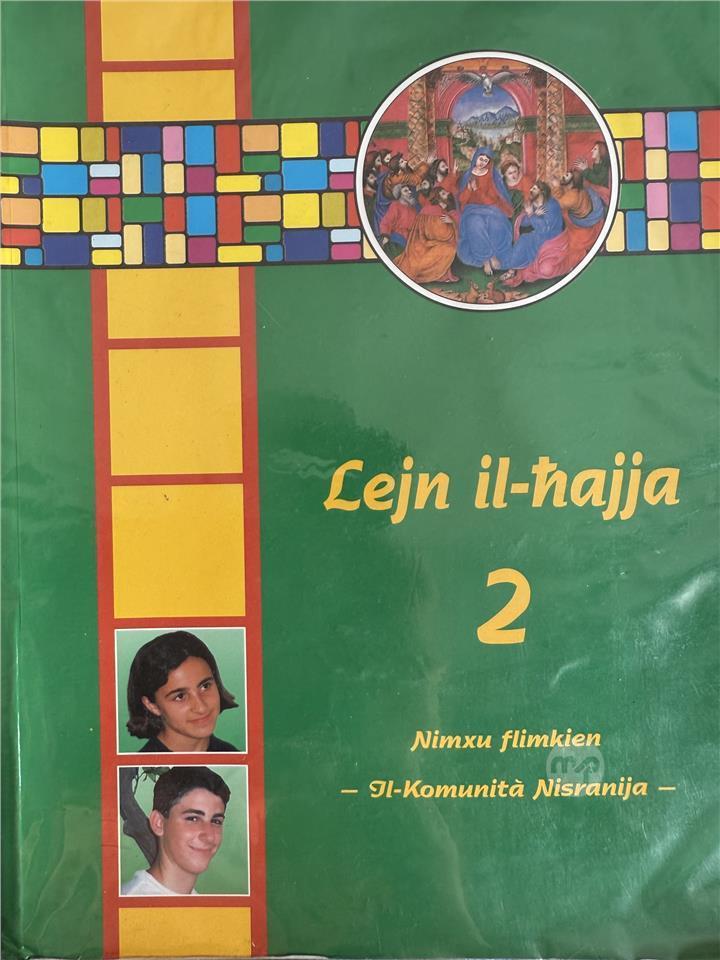 Lejn il-ħajja
2
Nimxu flimkien
– Il-Komunità Nisranija –